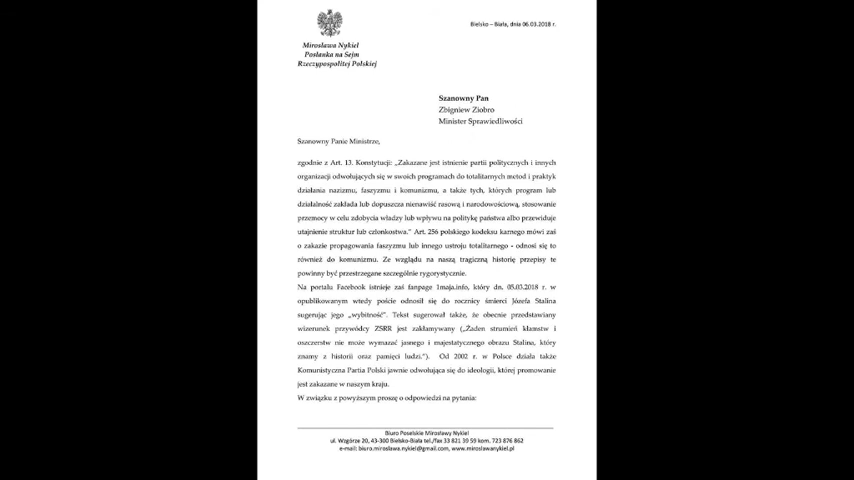 Bielsko – Biała, dnia 06.03.2018 r.
Mirosława Nykiel
Posłanka na Sejm
Rzeczypospolitej Polskiej
Szanowny Pan
Zbigniew Ziobro
Minister Sprawiedliwości
Szanowny Panie Ministrze,
zgodnie z Art. 13. Konstytucji: „Zakazane jest istnienie partii politycznych i innych
organizacji odwołujących się w swoich programach do totalitarnych metod i praktyk
działania nazizmu, faszyzmu i komunizmu, a także tych, których program lub
działalność zakłada lub dopuszcza nienawiść rasową i narodowościową, stosowanie
przemocy w celu zdobycia władzy lub wpływu na politykę państwa albo przewiduje
utajnienie struktur lub członkostwa.“ Art. 256 polskiego kodeksu karnego mówi zaś
o zakazie propagowania faszyzmu lub innego ustroju totalitarnego - odnosi się to
również do komunizmu. Ze względu na naszą tragiczną historię przepisy te
powinny być przestrzegane szczególnie rygorystycznie.
Na portalu Facebook istnieje zaś fanpage 1maja.info, który dn. 05.03.2018 r. w
opublikowanym wtedy poście odnosił się do rocznicy śmierci Józefa Stalina
sugerując jego „wybitność”. Tekst sugerował także, że obecnie przedstawiany
wizerunek przywódcy ZSRR jest zakłamywany („Żaden strumień kłamstw i
oszczerstw nie może wymazać jasnego i majestatycznego obrazu Stalina, który
znamy z historii oraz pamięci ludzi.“). Od 2002 r. w Polsce działa także
Komunistyczna Partia Polski jawnie odwołująca się do ideologii, której promowanie
jest zakazane w naszym kraju.
W związku z powyższym proszę o odpowiedzi na pytania:
Biuro Poselskie Mirosławy Nykiel
ul. Wzgórze 20, 43-300 Bielsko-Biała tel./fax 33 821 39 59 kom. 723 876 862
e-mail: biuro.miroslawa.nykiel@gmail.com, www.miroslawanykiel.pl